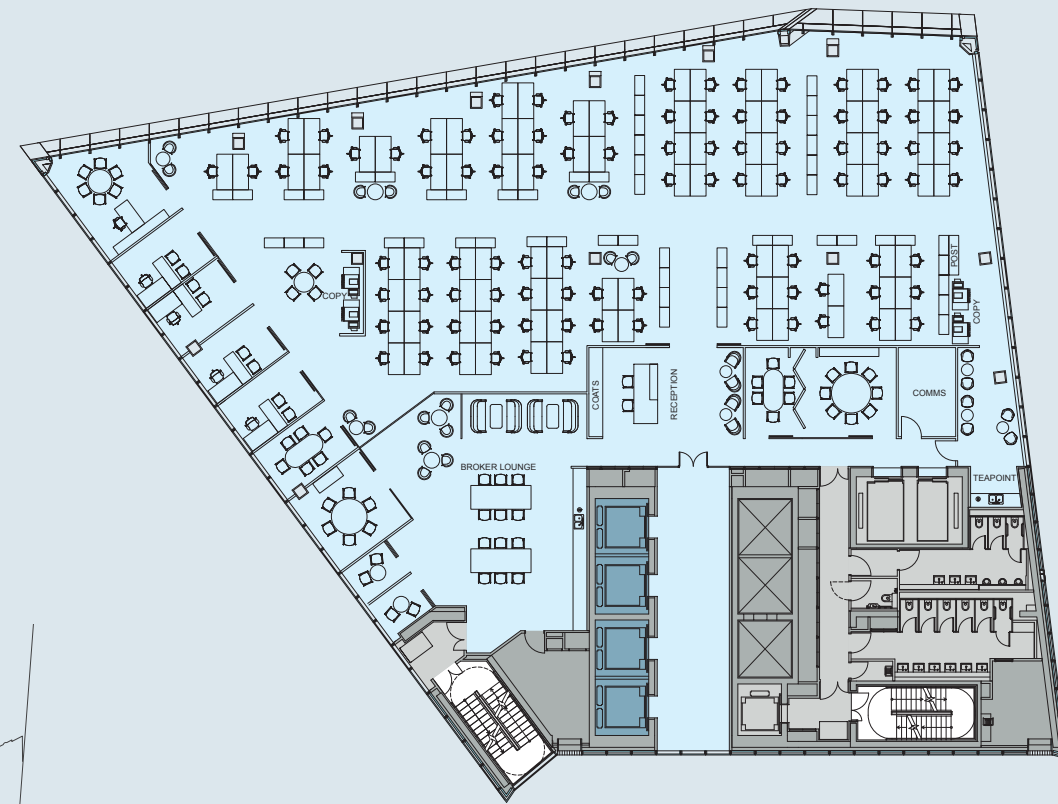 POST
COPY
COPY
COATS
RECEPTION
COMMS
BROKER LOUNGE
TEAPOINT